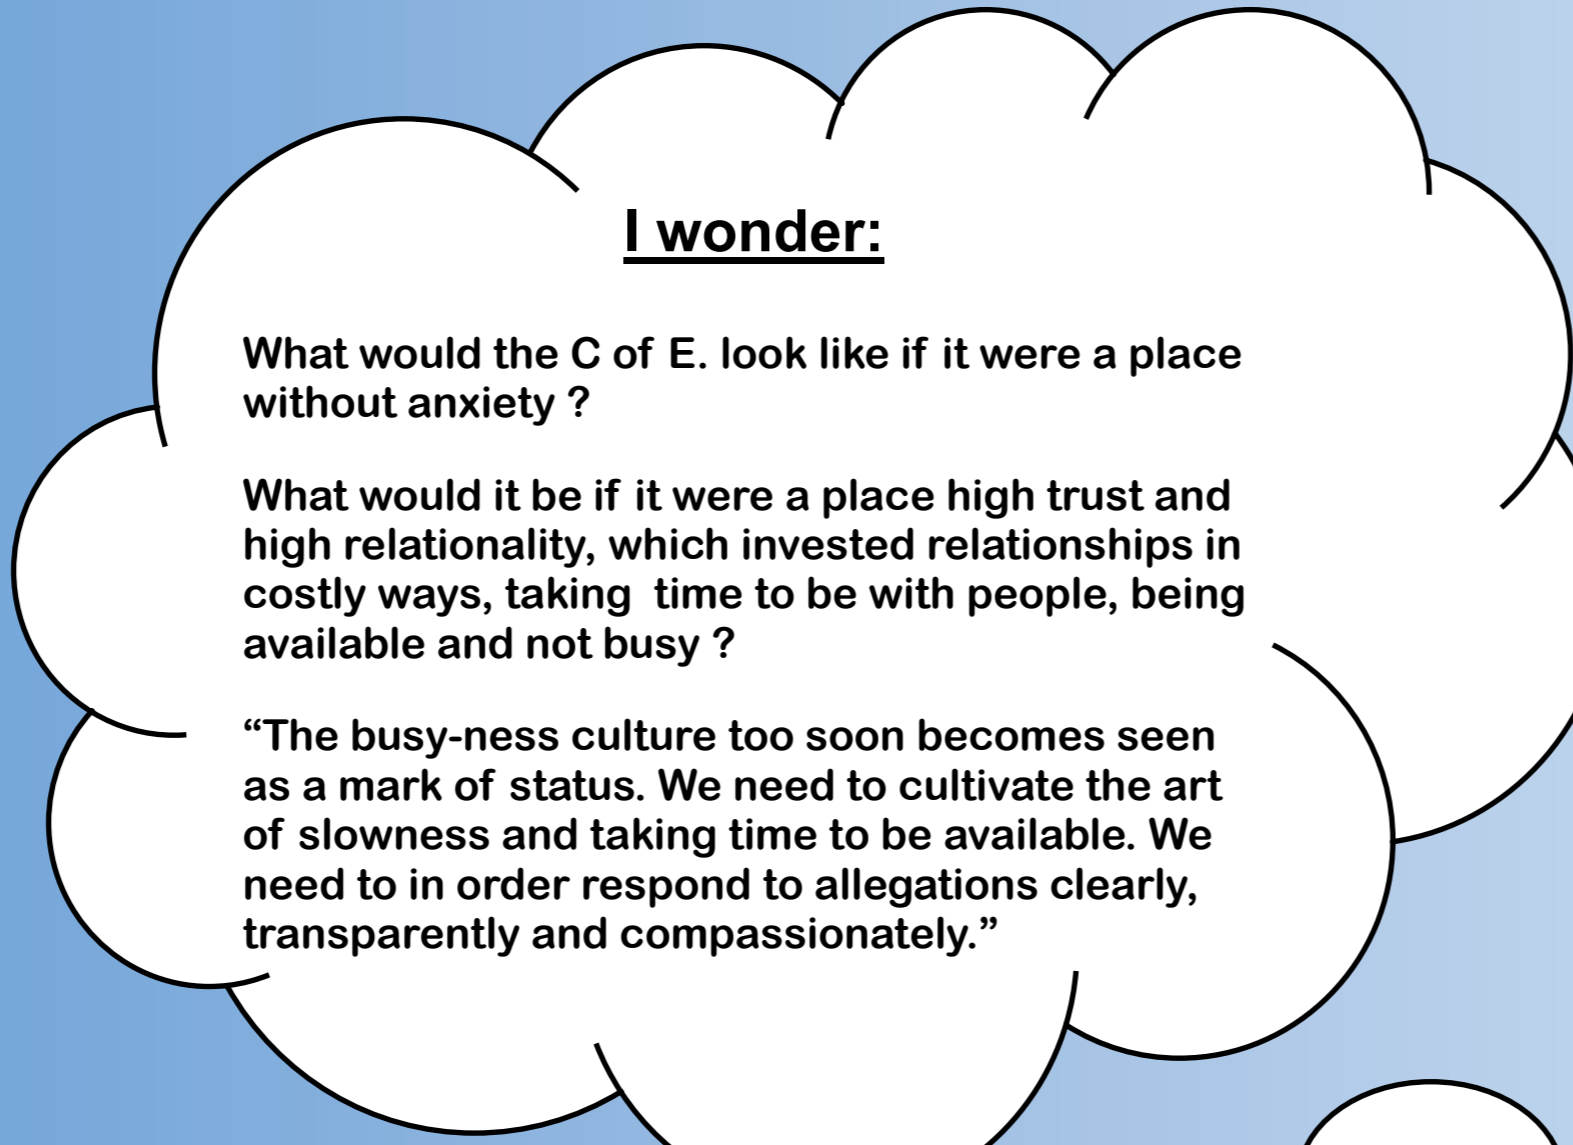 I wonder:
What would the C of E. look like if it were a place
without anxiety ?
What would it be if it were a place high trust and
high relationality, which invested relationships in
costly ways, taking  time to be with people, being
available and not busy ?
“The busy-ness culture too soon becomes seen
as a mark of status. We need to cultivate the art
of slowness and taking time to be available. We
need to in order respond to allegations clearly,
transparently and compassionately.”